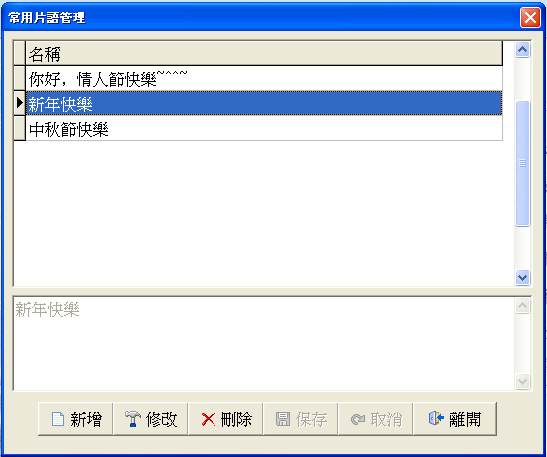 常用片語管理
名稱
你好，情人節快樂~^^~
新年快樂
中秋節快樂
新年快樂
新增 修改 刪除 保存 取消 離開